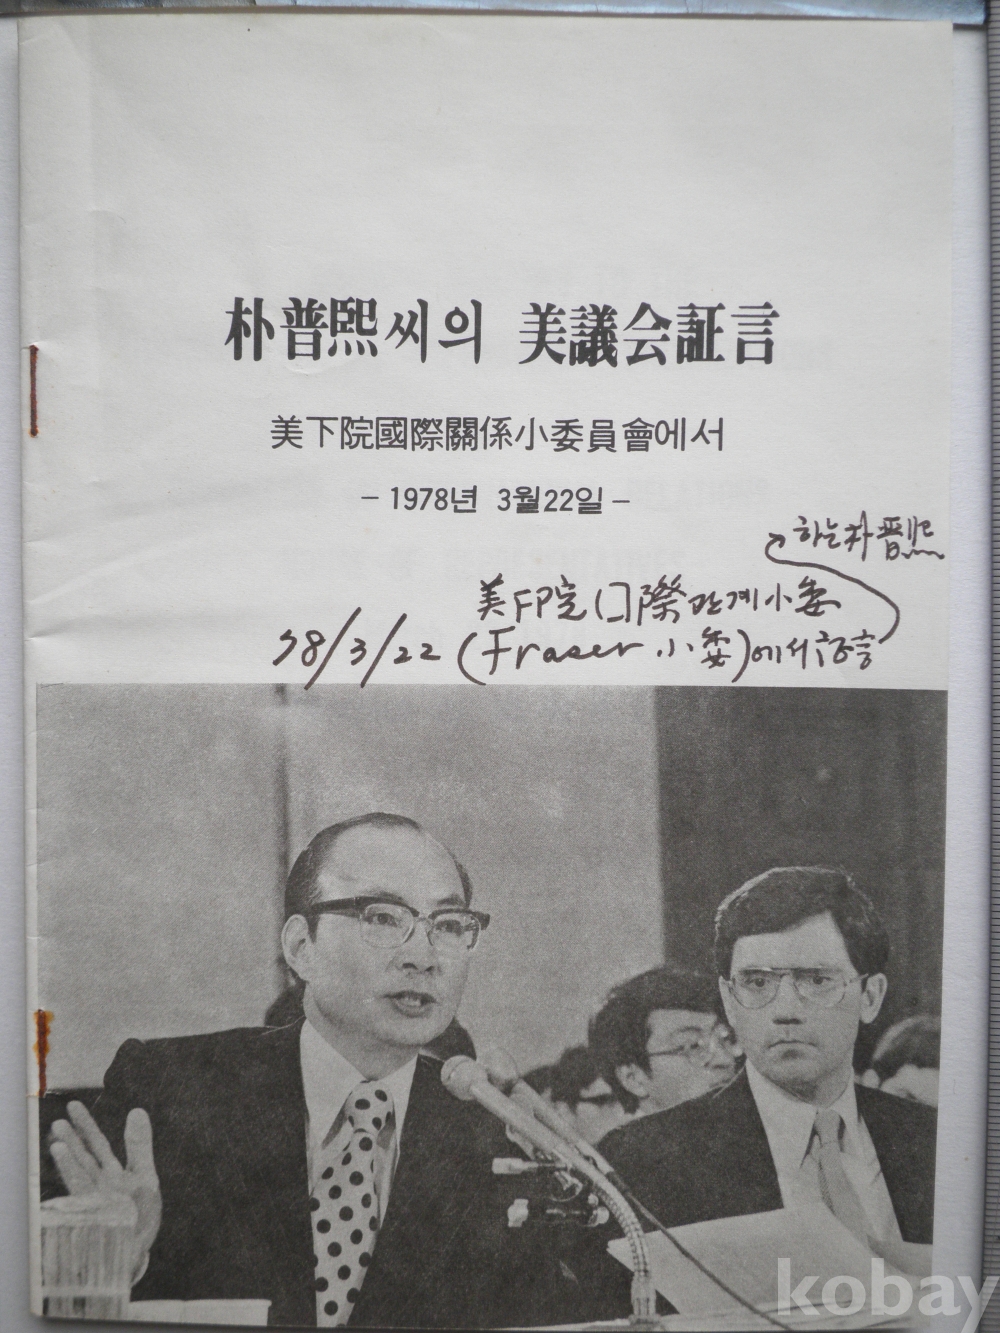 朴普熙씨의 美議会証言
美下院國際關係小委員會에서
– 1978년 3월22일 –
하는 朴普熙
美下院 国際관계小委
78/3/22 (Fraser 小委)에서 証言
kobay